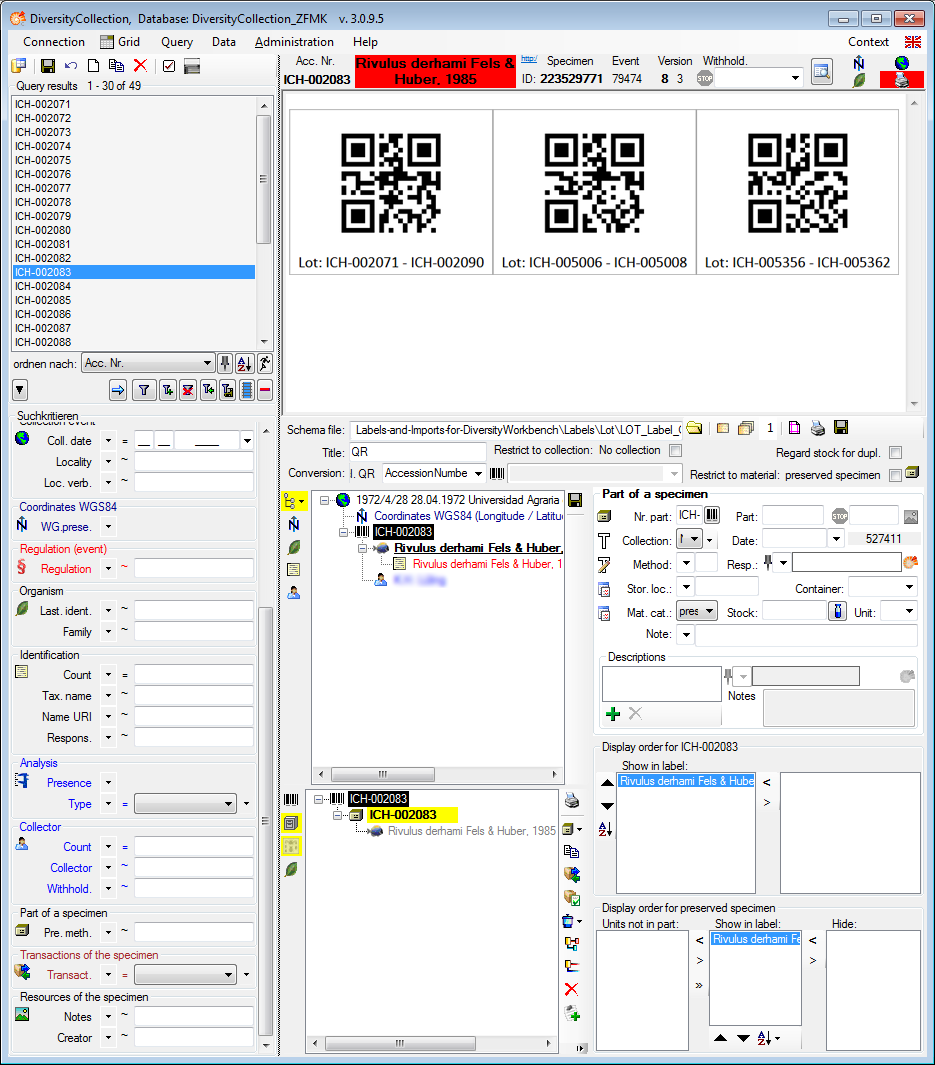 DiversityCollection,  Database: DiversityCollection_ZFMK    v. 3.0.9.5
Connection Grid Query Data Administration Help Context
Acc. Nr. Rivulus derhami Fels & Huber, 1985 http:/ Specimen Event Version Withhold.
ICH-002083 ID: 223529771 79474 8 3 STOP
Query results 1 - 30 of 49
ICH-002071
ICH-002072
ICH-002073
ICH-002074
ICH-002075
ICH-002076
ICH-002077
ICH-002078
ICH-002079
ICH-002080
ICH-002081
ICH-002082
ICH-002083
ICH-002084
ICH-002085
ICH-002086
ICH-002087
ICH-002088
ordnen nach: Acc. Nr.
Suchkritieren
Collection event
Coll. date = __ __ ____
Locality ~
Loc. verb. ~
Coordinates WGS84
WG.prese.
Regulation (event)
§ Regulation ~
Organism
Last. ident. ~
Family ~
Identification
Count =
Tax. name ~
Name URI ~
Respons. ~
Analysis
Presence
Type =
Collector
Count =
Collector ~
Withhold. ~
Part of a specimen
Pre. meth. ~
Transactions of the specimen
Transact. =
Resources of the specimen
Notes ~
Creator ~
Lot: ICH-002071 - ICH-002090 Lot: ICH-005006 - ICH-005008 Lot: ICH-005356 - ICH-005362
Schema file: Labels-and-Imports-for-DiversityWorkbench\Labels\Lot\LOT_Label_ 1
Title: QR Restrict to collection: No collection Regard stock for dupl.
Conversion: I. QR AccessionNumbe Restrict to material: preserved specimen
1972/4/28 28.04.1972 Universidad Agraria
Coordinates WGS84 (Longitude / Latitu
ICH-002083
Rivulus derhami Fels & Huber,
Rivulus derhami Fels & Huber, 1
ICH-002083
ICH-002083
Rivulus derhami Fels & Huber, 1985
Part of a specimen
Nr. part: ICH- Part: STOP
Collection: Date: 527411
Method: Resp.:
Stor. loc.: Container:
Mat. cat.: pres Stock: Unit:
Note:
Descriptions
Notes
Display order for ICH-002083
Show in label:
Rivulus derhami Fels & Hube <
>
Display order for preserved specimen
Units not in part: Show in label: Hide:
< Rivulus derhami Fe <
> >
»